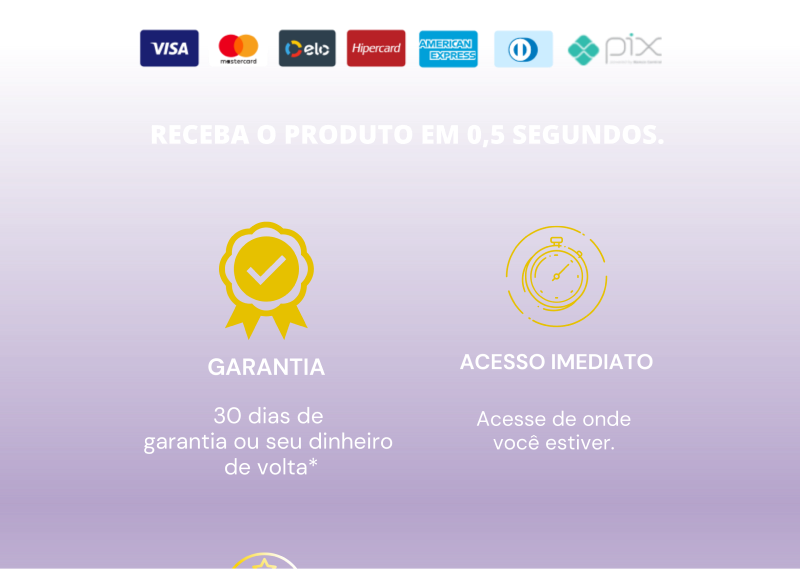 VISA
mastercard
elo
Hipercard
AMERICAN
EXPRESS
pix
RECEBA O PRODUTO EM 0,5 SEGUNDOS.
GARANTIA
30 dias de
garantia ou seu dinheiro
de volta*
ACESSO IMEDIATO
Acesse de onde
você estiver.